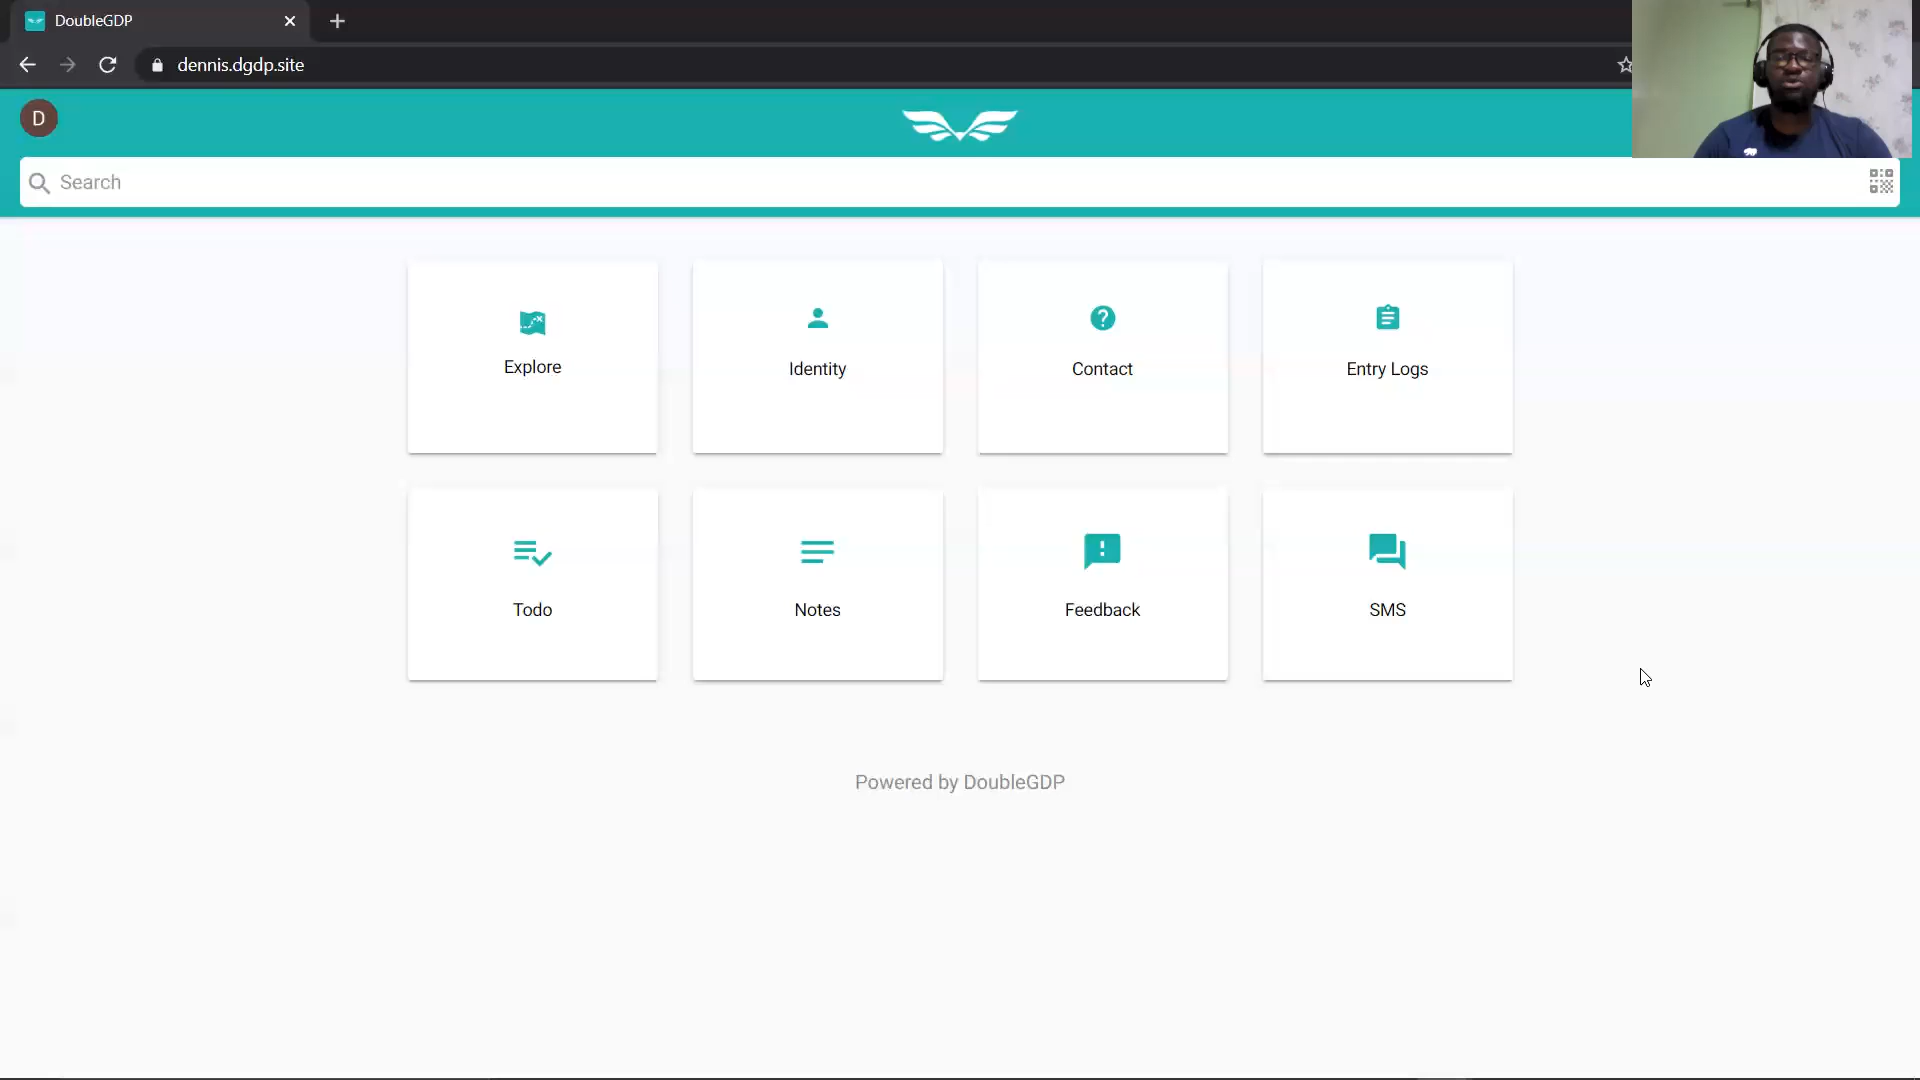 DoubleGDP
dennis.dgdp.site
D
Search
Explore
Identity
Contact
Entry Logs
Todo
Notes
Feedback
SMS
Powered by DoubleGDP